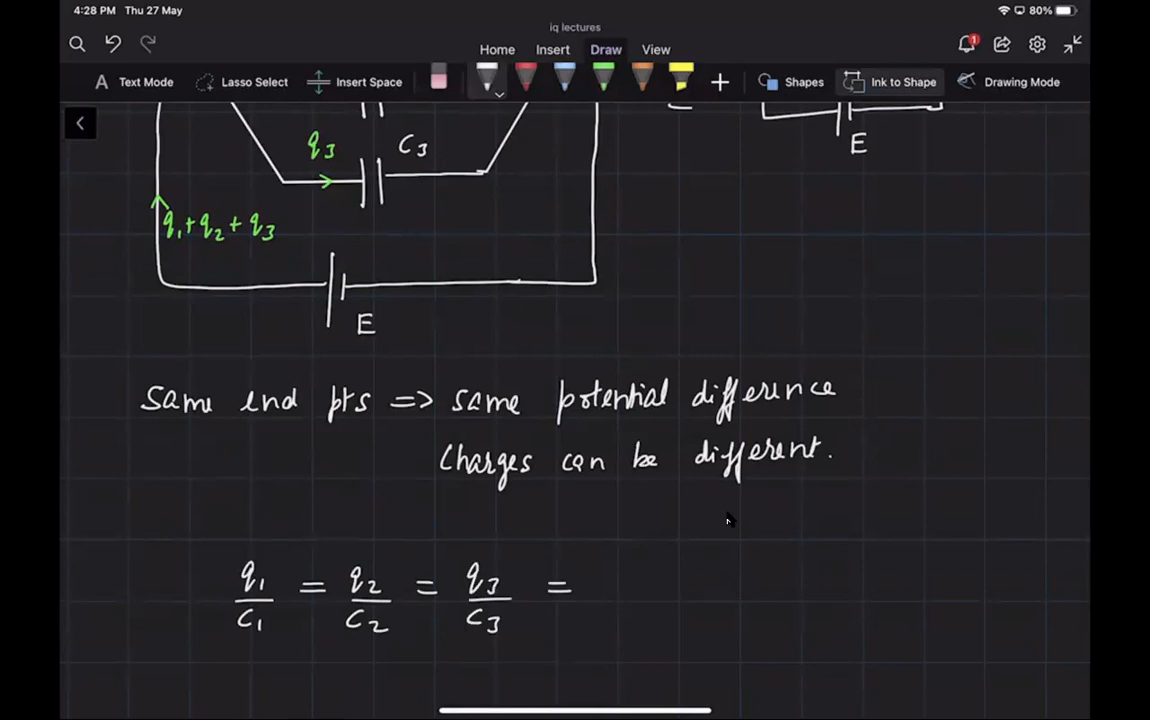 4:28 PM Thu 27 May 80%
iq lectures
Home Insert Draw View
1
A Text Mode Lasso Select Insert Space Shapes Ink to Shape Drawing Mode
q₃ C₃
E
q₁+q₂+q₃
E
Same end pts => same potential difference
charges can be different.
q₁/C₁ = q₂/C₂ = q₃/C₃ =